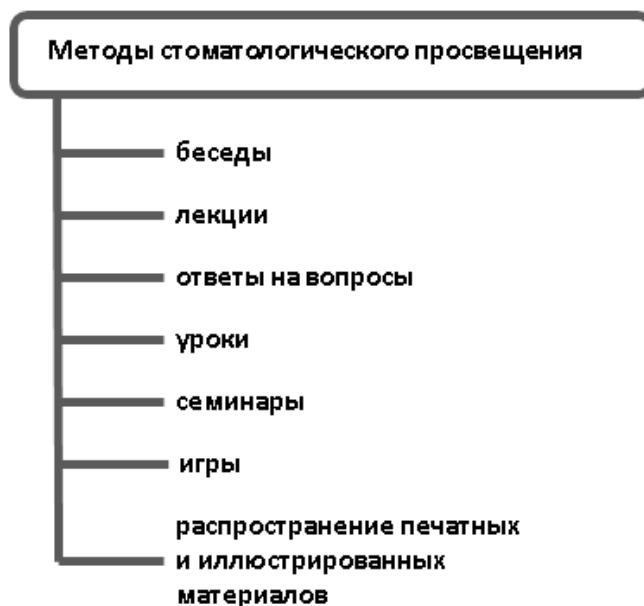 Методы стоматологического просвещения
беседы
лекции
ответы на вопросы
уроки
семинары
игры
распространение печатных
и иллюстрированных
материалов